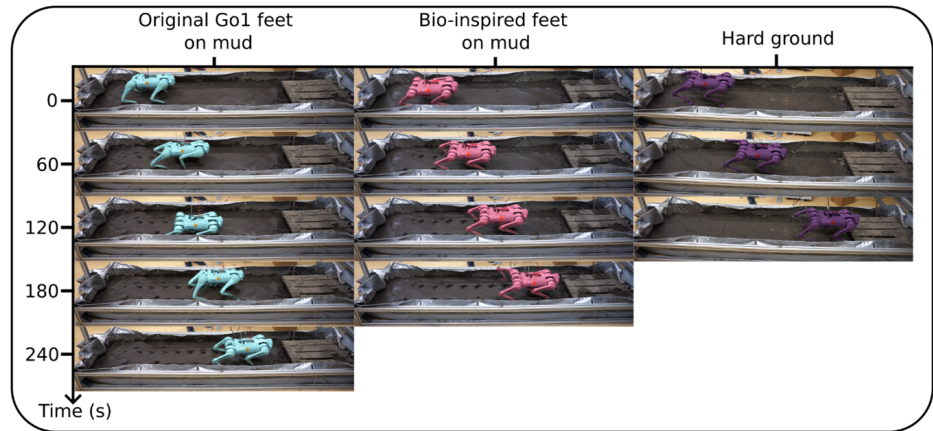 Original Go1 feet
on mud
Bio-inspired feet
on mud
Hard ground
0
60
120
180
240
Time (s)